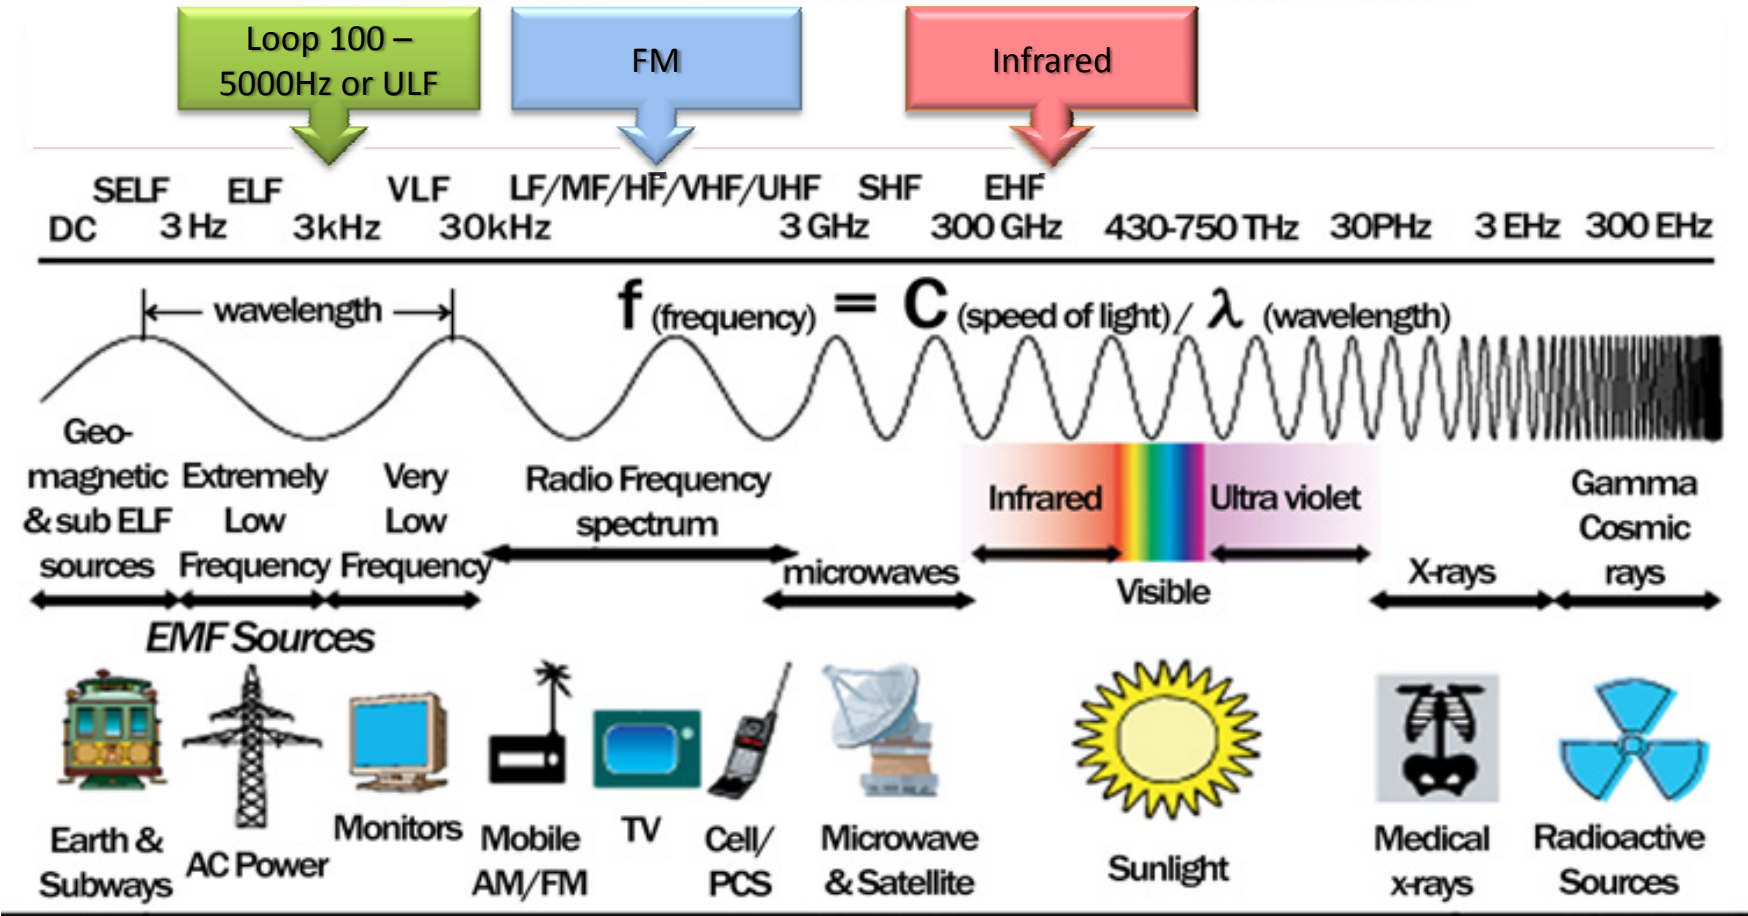 Loop 100 –
5000Hz or ULF
FM
Infrared
SELF ELF VLF LF/MF/HF/VHF/UHF SHF EHF
DC 3 Hz 3kHz 30kHz 3 GHz 300 GHz 430-750 THz 30PHz 3 EHz 300 EHz
wavelength
f (frequency) = C (speed of light) / λ (wavelength)
Geo-
magnetic
& sub ELF
sources
Extremely
Low
Frequency
Very
Low
Frequency
Radio Frequency
spectrum
microwaves
Infrared
Visible
Ultra violet
X-rays
Gamma
Cosmic
rays
EMF Sources
Earth &
Subways
AC Power
Monitors
Mobile
AM/FM
TV
Cell/
PCS
Microwave
& Satellite
Sunlight
Medical
x-rays
Radioactive
Sources